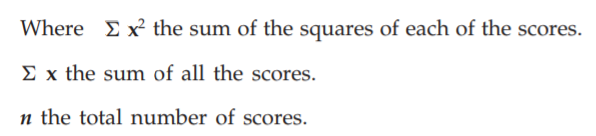 Where Σ x² the sum of the squares of each of the scores.
Σ x the sum of all the scores.
n the total number of scores.